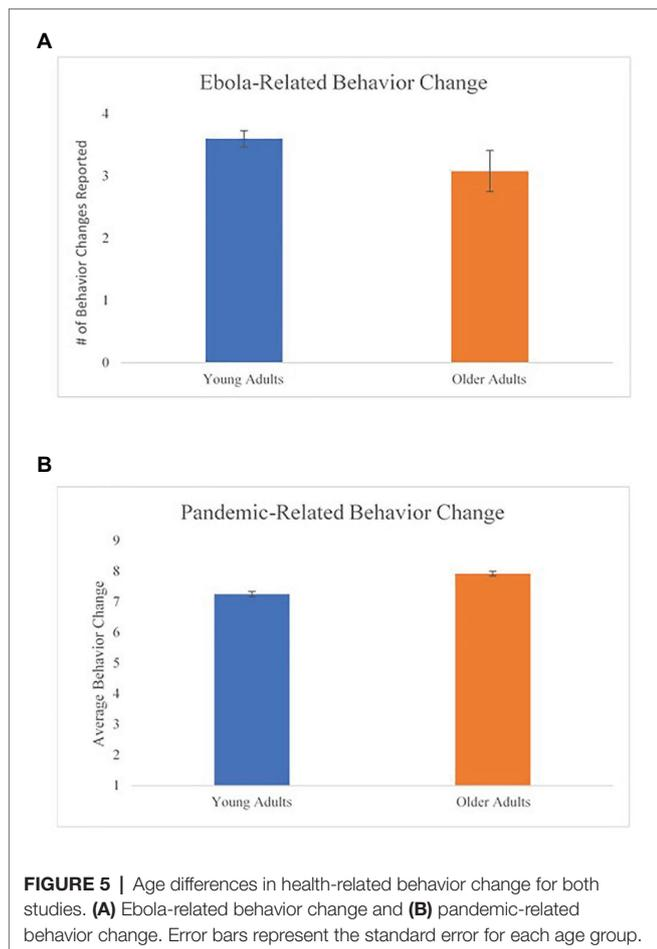 A
Ebola-Related Behavior Change
# of Behavior Changes Reported
4
3
2
1
0
Young Adults
Older Adults
B
Pandemic-Related Behavior Change
Average Behavior Change
9
8
7
6
5
4
3
2
1
Young Adults
Older Adults
FIGURE 5 | Age differences in health-related behavior change for both
studies. (A) Ebola-related behavior change and (B) pandemic-related
behavior change. Error bars represent the standard error for each age group.